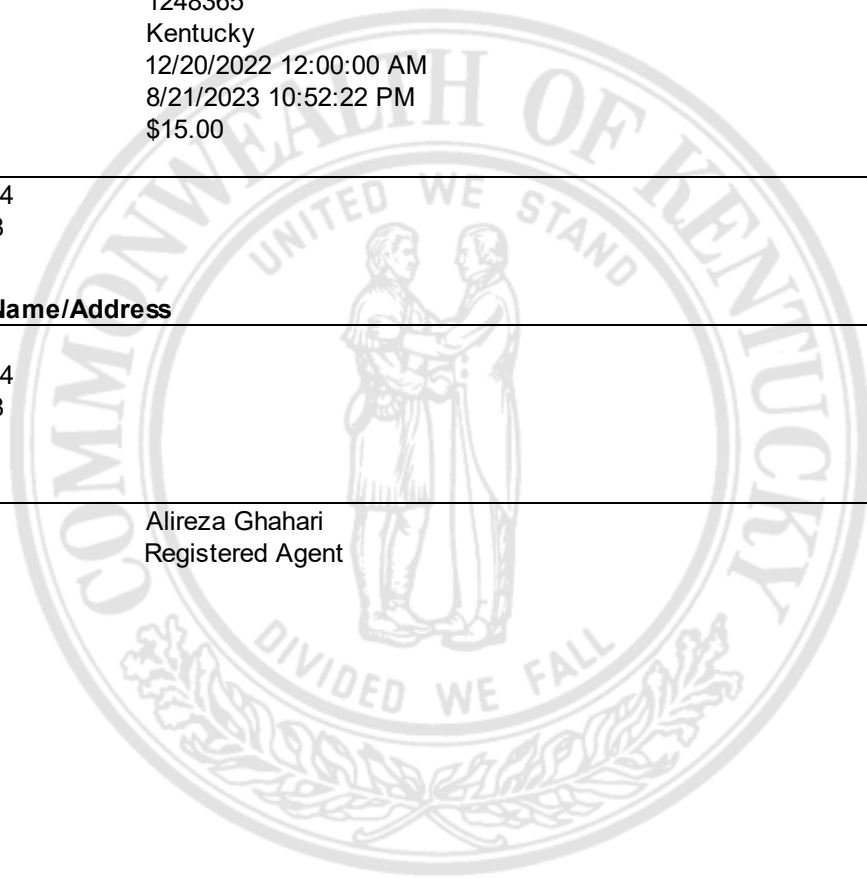 1248365
Kentucky
12/20/2022 12:00:00 AM
8/21/2023 10:52:22 PM
$15.00
4
3
Name/Address
4
3
Alireza Ghahari
Registered Agent
COMMONWEALTH OF KENTUCKY
UNITED WE STAND
DIVIDED WE FALL